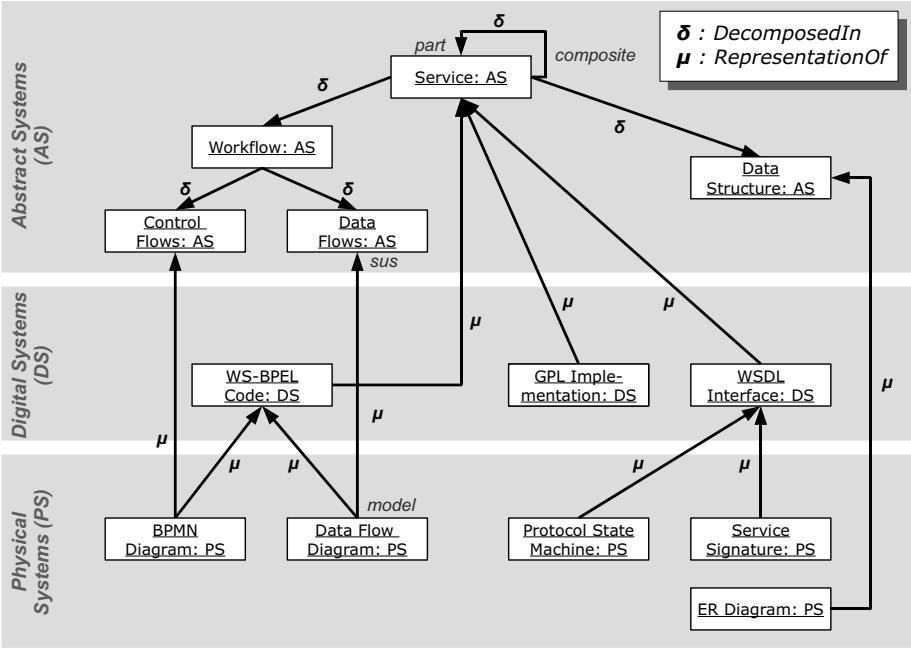 δ : DecomposedIn
μ : RepresentationOf
Abstract Systems
(AS)
δ
part
composite
Service: AS
δ
δ
Workflow: AS
Data
Structure: AS
δ
δ
Control
Flows: AS
Data
Flows: AS
sus
Digital Systems
(DS)
μ
μ
μ
WS-BPEL
Code: DS
GPL Imple-
mentation: DS
WSDL
Interface: DS
μ
μ
μ
μ
μ
μ
μ
Physical
Systems (PS)
model
BPMN
Diagram: PS
Data Flow
Diagram: PS
Protocol State
Machine: PS
Service
Signature: PS
ER Diagram: PS